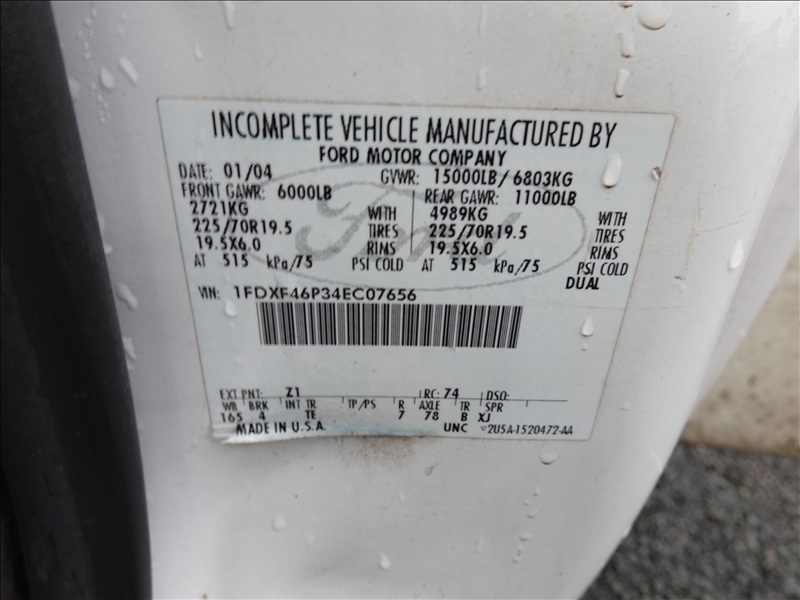 INCOMPLETE VEHICLE MANUFACTURED BY
FORD MOTOR COMPANY
DATE: 01/04 GVWR: 15000LB / 6803KG
FRONT GAWR: 6000LB REAR GAWR: 11000LB
2721KG WITH 4989KG WITH
225/70R19.5 TIRES 225/70R19.5 TIRES
19.5X6.0 RIMS 19.5X6.0 RIMS
AT 515 kPa/75 PSI COLD AT 515 kPa/75 PSI COLD
DUAL
Ford
VIN: 1FDXF46P34EC07656
EXT PNT: Z1 RC: 74 DSO:
WB BRK INT TR TP/PS R AXLE TR SPR
165 4 TE 7 78 B XJ
MADE IN U.S.A. UNC 2U5A-1520472-AA